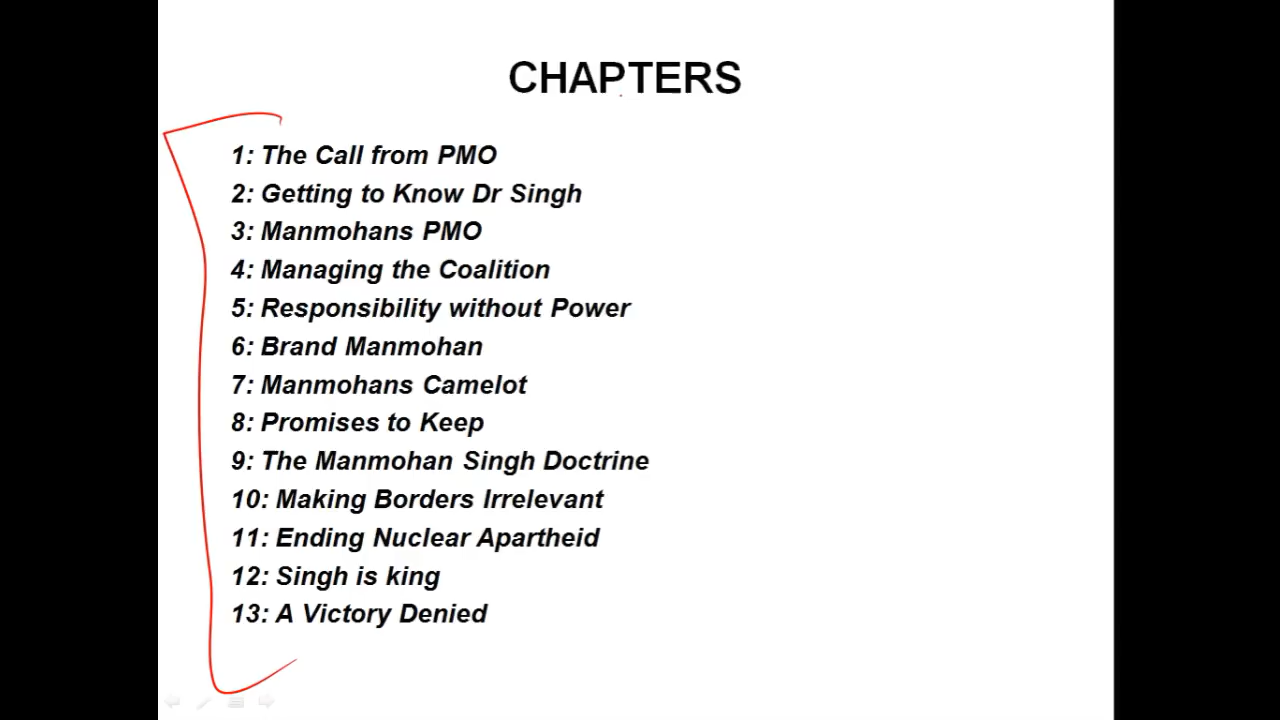 CHAPTERS
1: The Call from PMO
2: Getting to Know Dr Singh
3: Manmohans PMO
4: Managing the Coalition
5: Responsibility without Power
6: Brand Manmohan
7: Manmohans Camelot
8: Promises to Keep
9: The Manmohan Singh Doctrine
10: Making Borders Irrelevant
11: Ending Nuclear Apartheid
12: Singh is king
13: A Victory Denied